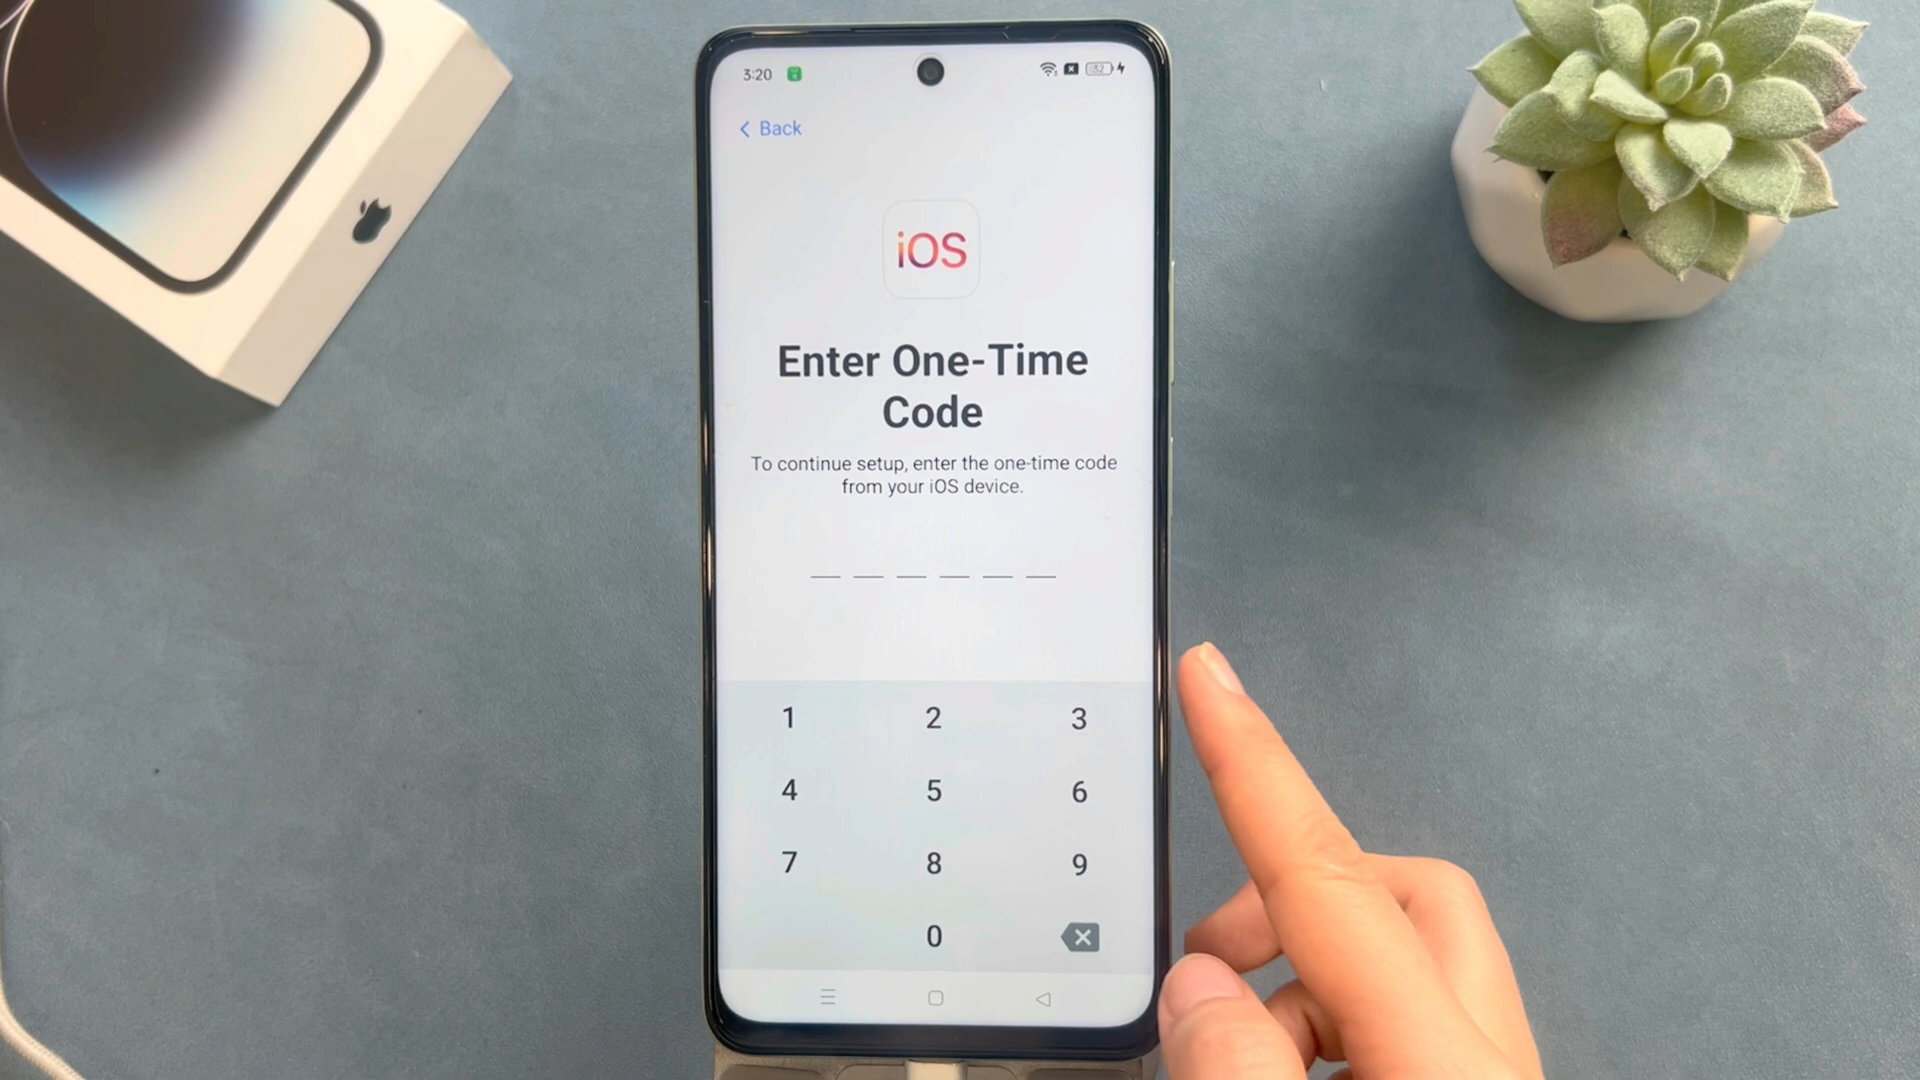 3:20
32
Back
iOS
Enter One-Time
Code
To continue setup, enter the one-time code
from your iOS device.
1 2 3
4 5 6
7 8 9
0